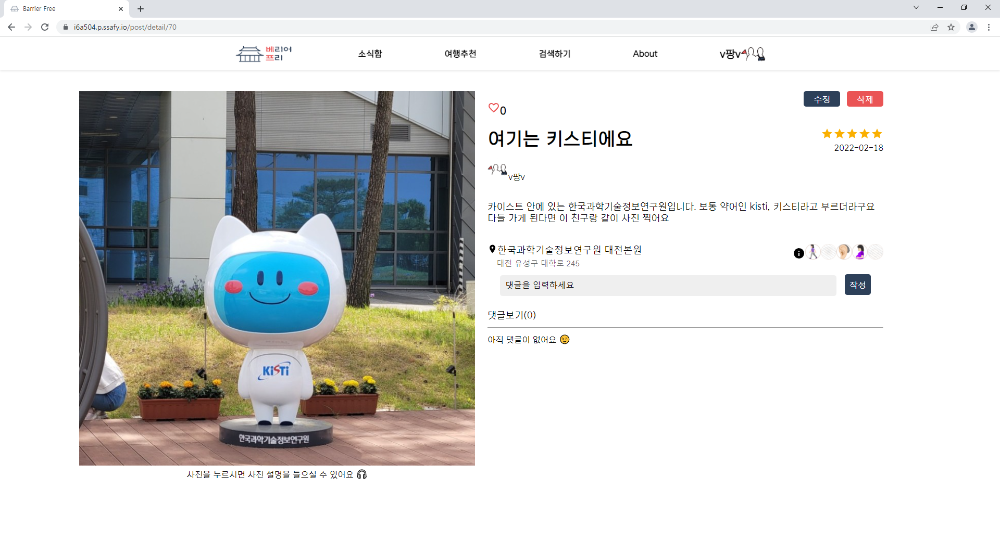 Barrier Free
i6a504.p.ssafy.io/post/detail/70
베리어
프리
소식함
여행추천
검색하기
About
v팡v
수정
삭제
0
여기는 키스티에요
2022-02-18
v팡v
카이스트 안에 있는 한국과학기술정보연구원입니다. 보통 약어인 kisti, 키스티라고 부르더라구요
다들 가게 된다면 이 친구랑 같이 사진 찍어요
한국과학기술정보연구원 대전본원
대전 유성구 대학로 245
댓글을 입력하세요
작성
댓글보기(0)
아직 댓글이 없어요 😉
KiSTi
한국과학기술정보연구원
사진을 누르시면 사진 설명을 들으실 수 있어요 🎧